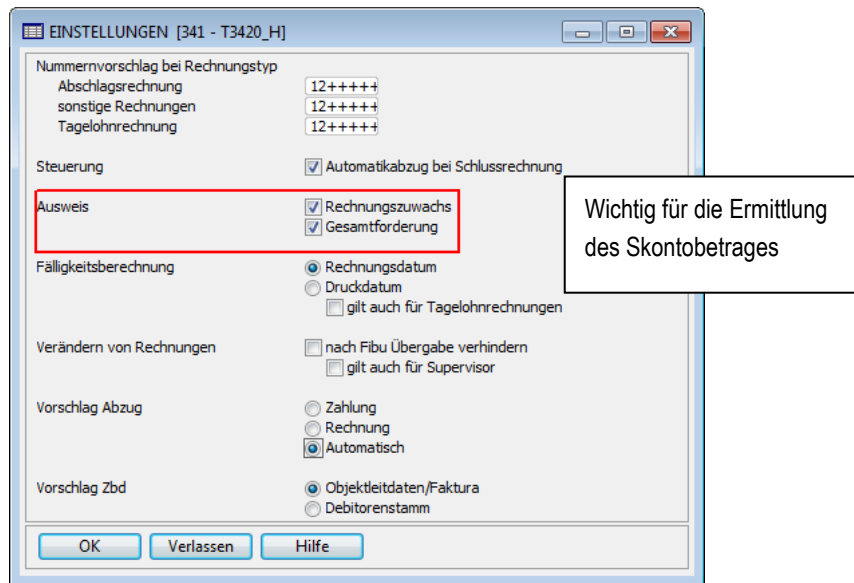 EINSTELLUNGEN [341 - T3420_H]
Nummernvorschlag bei Rechnungstyp
Abschlagsrechnung 12+++++
sonstige Rechnungen 12+++++
Tagelohnrechnung 12+++++
Steuerung Automatikabzug bei Schlussrechnung
Ausweis Rechnungszuwachs
Gesamtforderung
Wichtig für die Ermittlung
des Skontobetrages
Fälligkeitsberechnung Rechnungsdatum
Druckdatum
gilt auch für Tagelohnrechnungen
Verändern von Rechnungen nach Fibu Übergabe verhindern
gilt auch für Supervisor
Vorschlag Abzug Zahlung
Rechnung
Automatisch
Vorschlag Zbd Objektleitdaten/Faktura
Debitorenstamm
OK Verlassen Hilfe